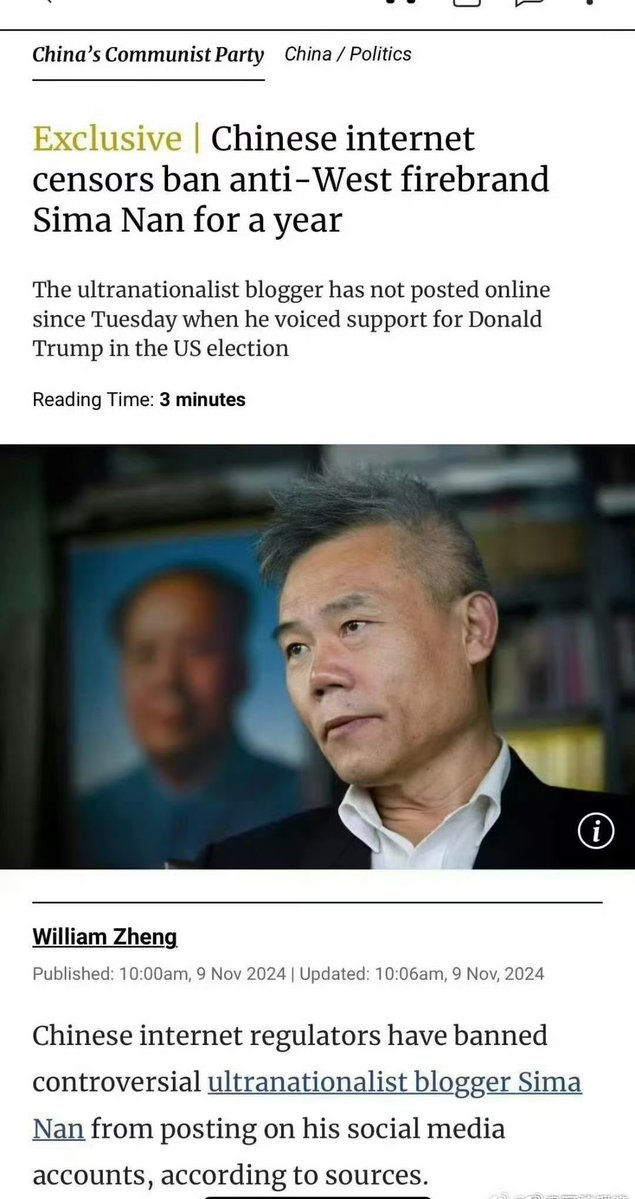 China's Communist Party China / Politics
Exclusive | Chinese internet
censors ban anti-West firebrand
Sima Nan for a year
The ultranationalist blogger has not posted online
since Tuesday when he voiced support for Donald
Trump in the US election
Reading Time: 3 minutes
i
William Zheng
Published: 10:00am, 9 Nov 2024 | Updated: 10:06am, 9 Nov, 2024
Chinese internet regulators have banned
controversial ultranationalist blogger Sima
Nan from posting on his social media
accounts, according to sources.